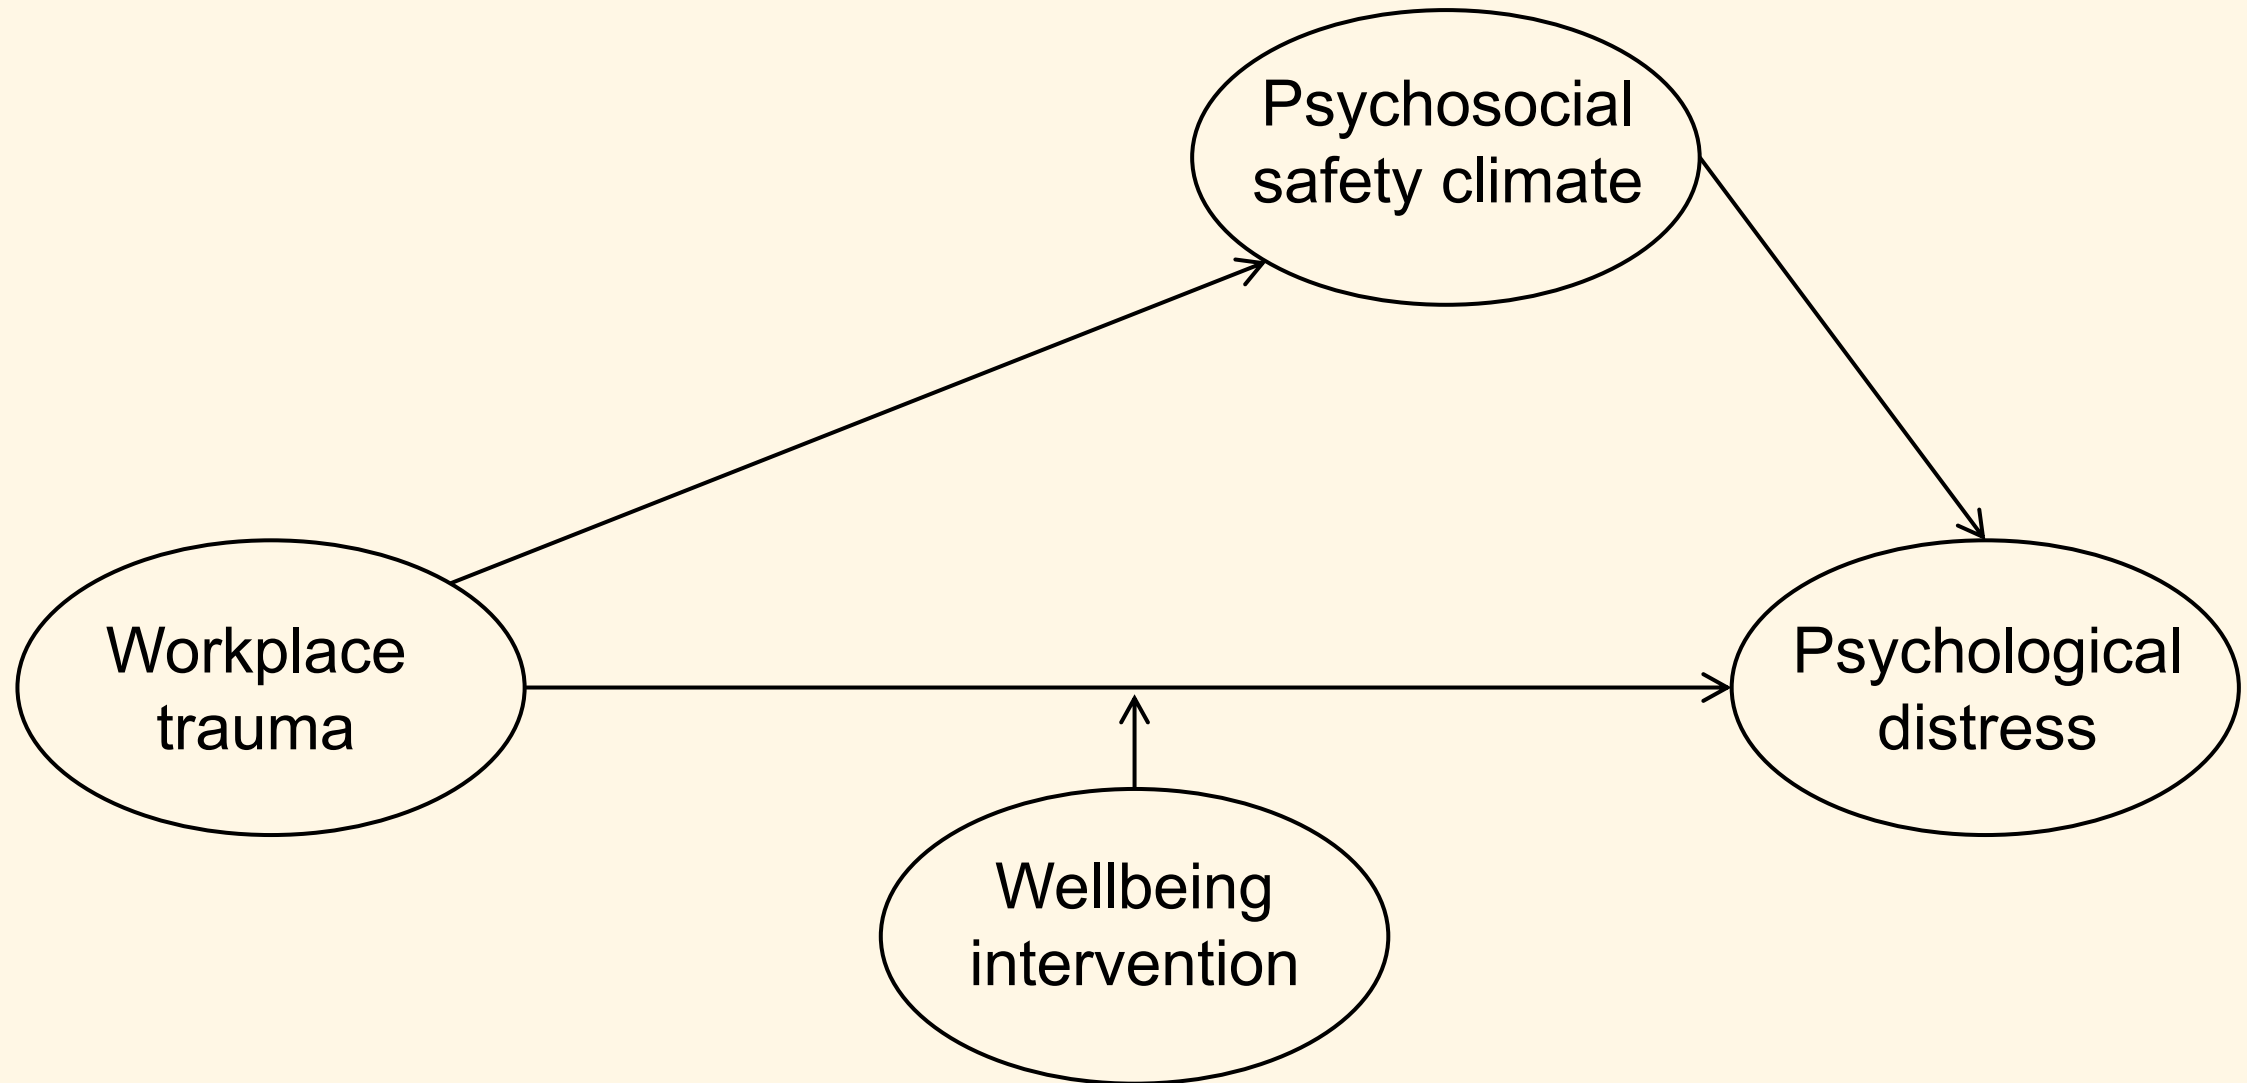 Psychosocial
safety climate
Workplace
trauma
Psychological
distress
Wellbeing
intervention